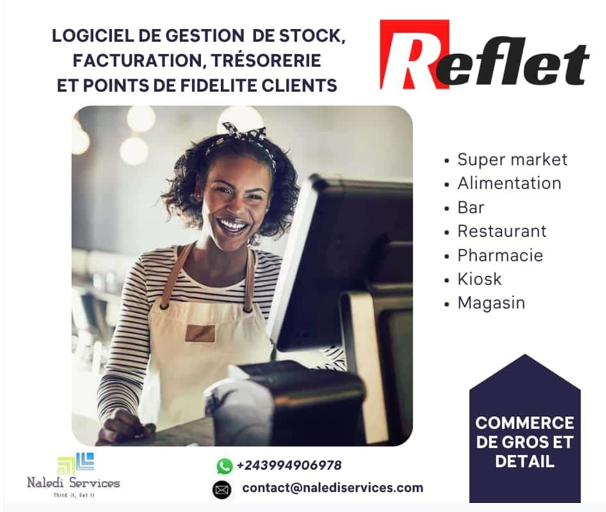 LOGICIEL DE GESTION DE STOCK,
FACTURATION, TRÉSORERIE
ET POINTS DE FIDELITE CLIENTS
Reflet
• Super market
• Alimentation
• Bar
• Restaurant
• Pharmacie
• Kiosk
• Magasin
COMMERCE
DE GROS ET
DETAIL
Naledi Services
Think it, Get it
+243994906978
contact@nalediservices.com